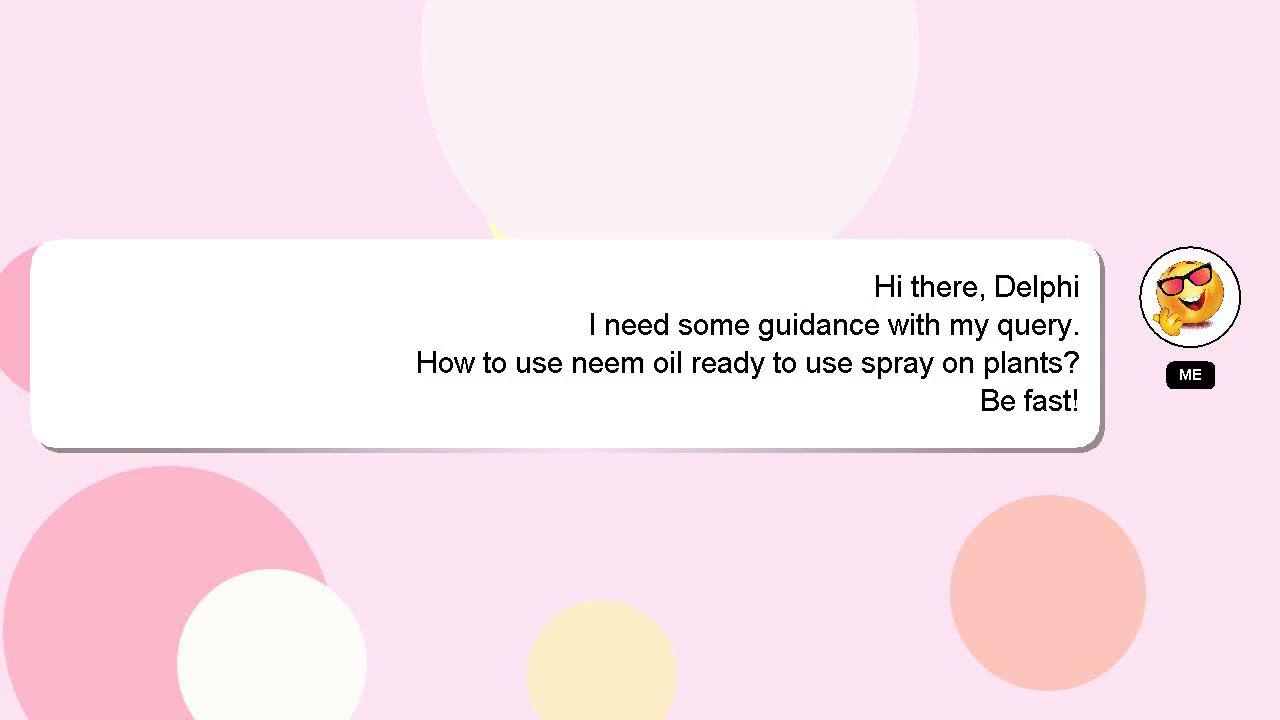 Hi there, Delphi
I need some guidance with my query.
How to use neem oil ready to use spray on plants?
Be fast!
ME